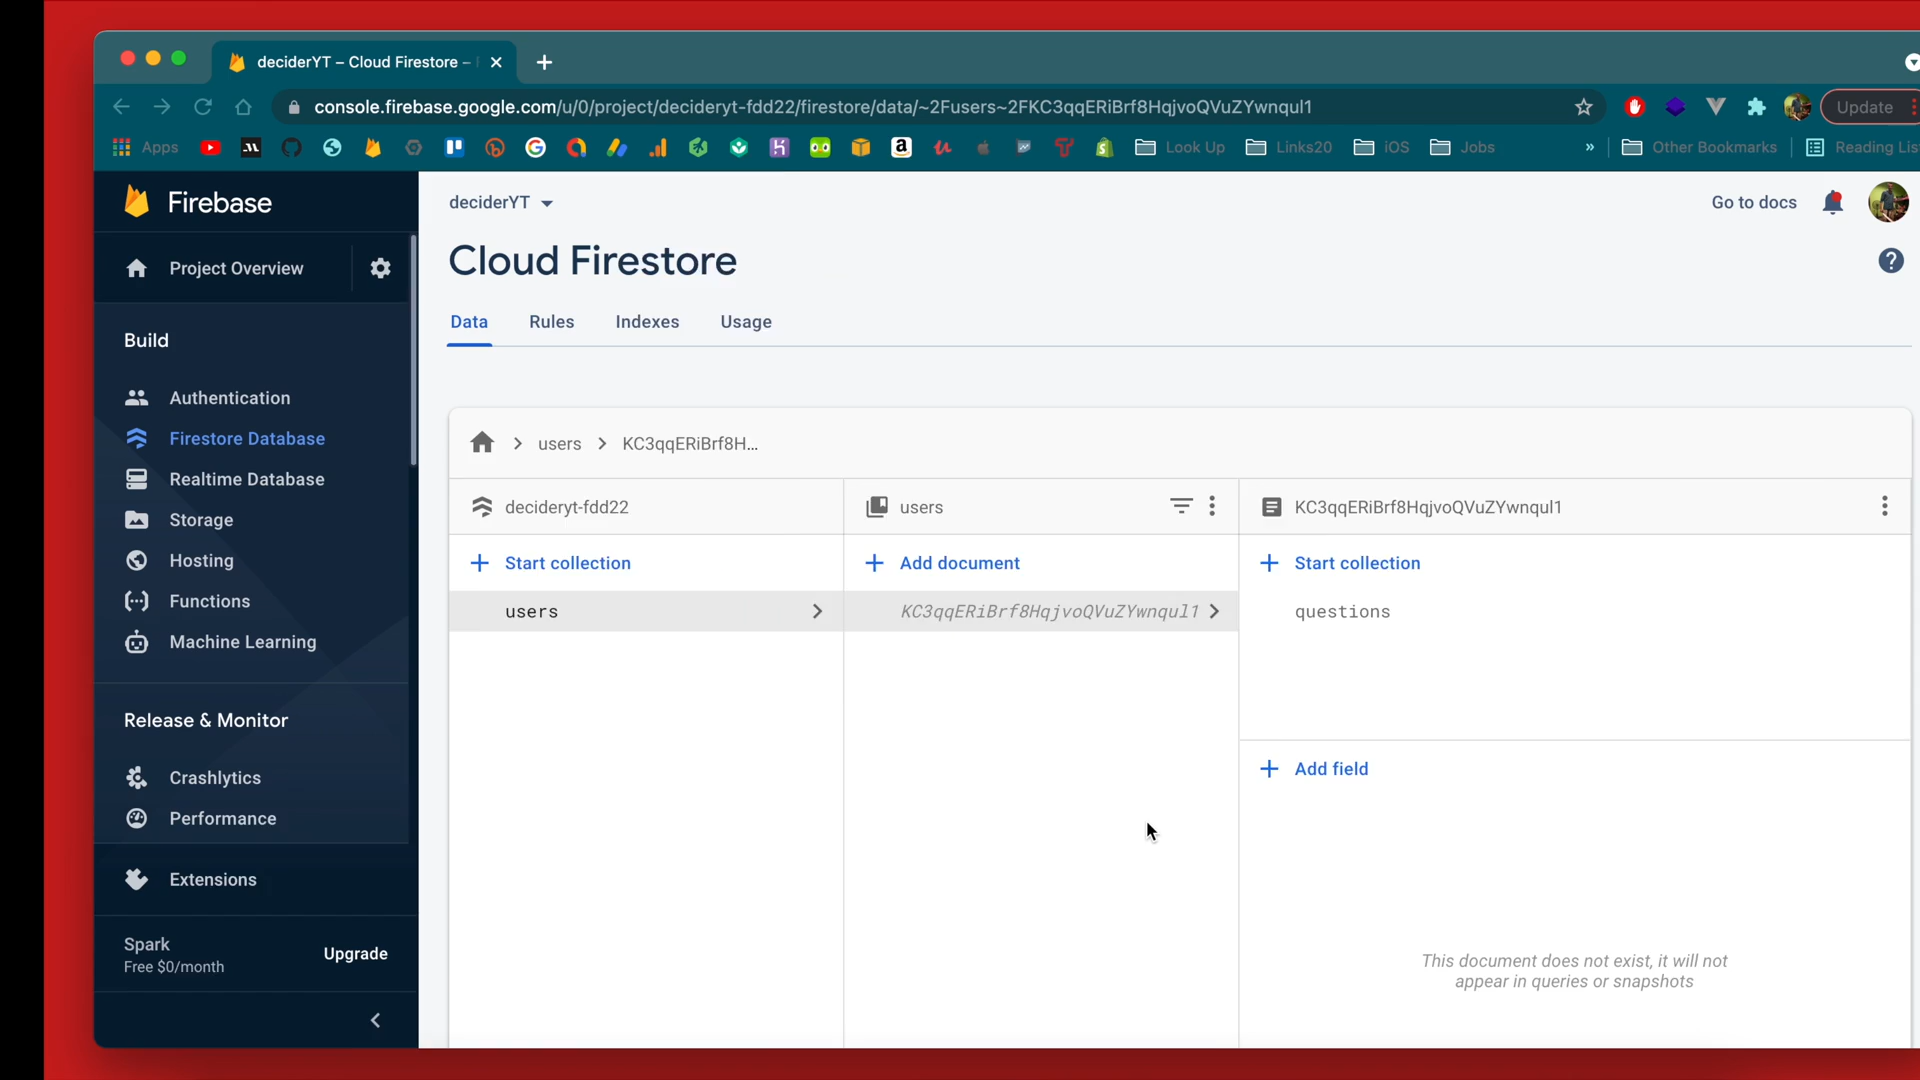 deciderYT – Cloud Firestore –
console.firebase.google.com/u/0/project/decideryt-fdd22/firestore/data/~2Fusers~2FKC3qqERiBrf8HqjvoQVuZYwnqul1
Update
Apps
Look Up
Links20
iOS
Jobs
»
Other Bookmarks
Reading Lis
Firebase
deciderYT
Go to docs
Project Overview
Cloud Firestore
Data Rules Indexes Usage
Build
Authentication
Firestore Database
Realtime Database
Storage
Hosting
Functions
Machine Learning
Release & Monitor
Crashlytics
Performance
Extensions
Spark
Free $0/month
Upgrade
users
KC3qqERiBrf8H...
decideryt-fdd22
Start collection
users
users
Add document
KC3qqERiBrf8HqjvoQVuZYwnqul1
KC3qqERiBrf8HqjvoQVuZYwnqul1
Start collection
questions
Add field
This document does not exist, it will not
appear in queries or snapshots